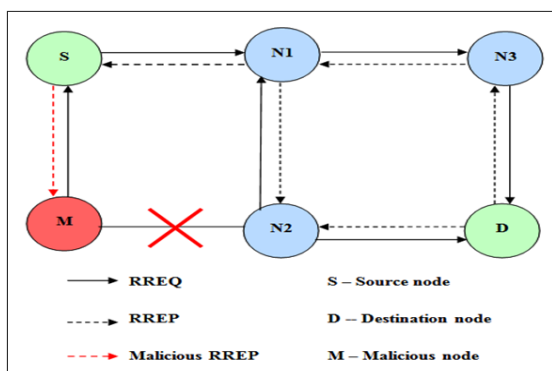 S
N1
N3
M
N2
D
RREQ
S – Source node
RREP
D -- Destination node
Malicious RREP
M – Malicious node